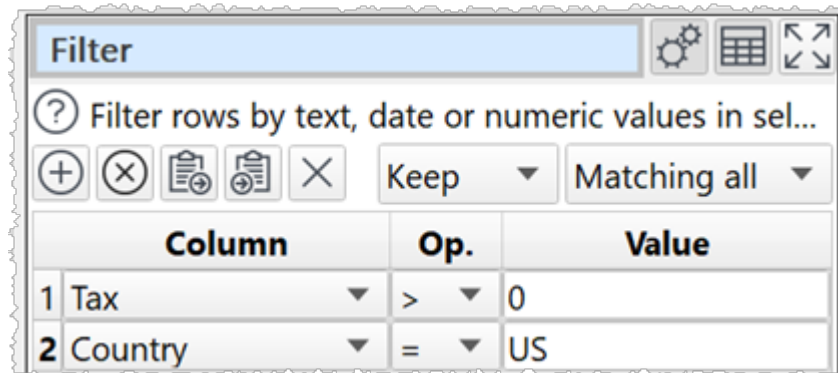 Filter
? Filter rows by text, date or numeric values in sel...
Keep Matching all
Column Op. Value
1 Tax > 0
2 Country = US